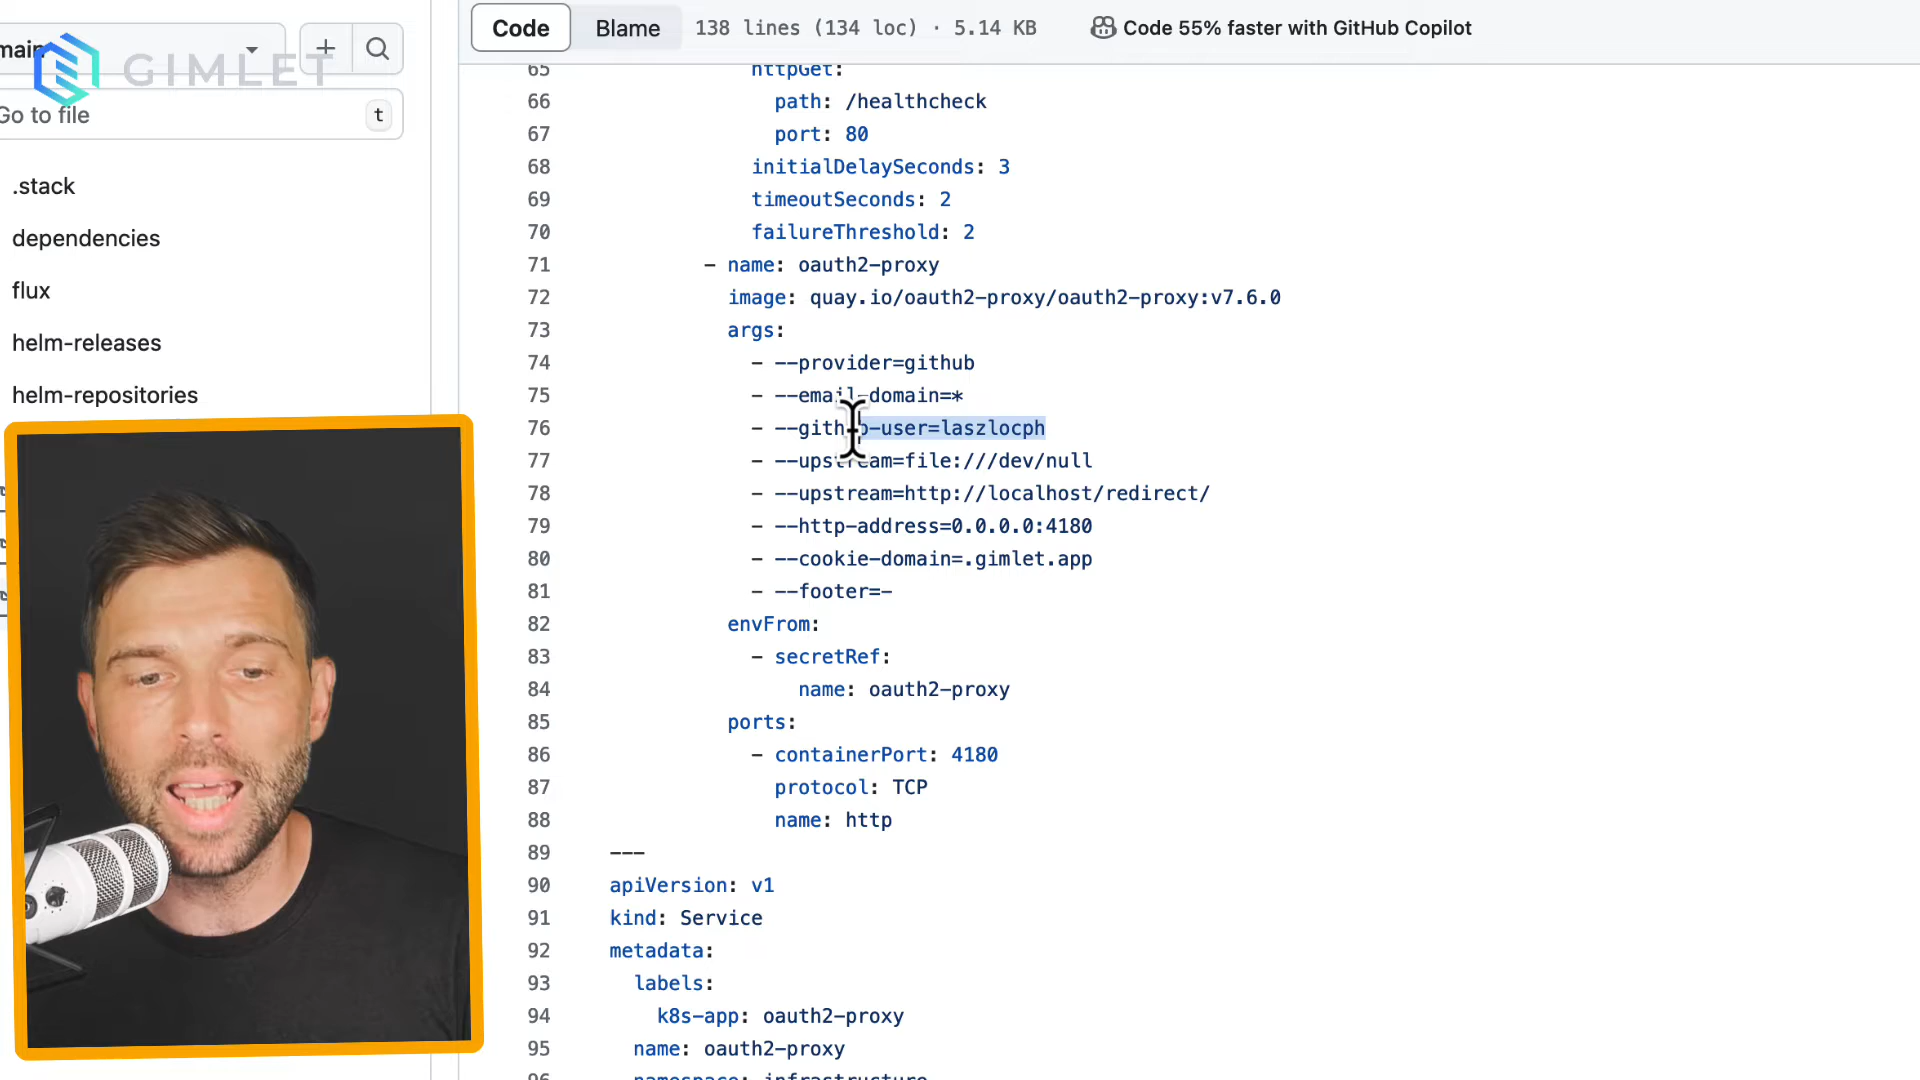 main
GIMLET
Go to file
t
.stack
dependencies
flux
helm-releases
helm-repositories
Code
Blame
138 lines (134 loc) · 5.14 KB
Code 55% faster with GitHub Copilot
65 httpGet:
66 path: /healthcheck
67 port: 80
68 initialDelaySeconds: 3
69 timeoutSeconds: 2
70 failureThreshold: 2
71 - name: oauth2-proxy
72 image: quay.io/oauth2-proxy/oauth2-proxy:v7.6.0
73 args:
74 - --provider=github
75 - --email-domain=*
76 - --github-user=laszlocph
77 - --upstream=file:///dev/null
78 - --upstream=http://localhost/redirect/
79 - --http-address=0.0.0.0:4180
80 - --cookie-domain=.gimlet.app
81 - --footer=-
82 envFrom:
83 - secretRef:
84 name: oauth2-proxy
85 ports:
86 - containerPort: 4180
87 protocol: TCP
88 name: http
89 ---
90 apiVersion: v1
91 kind: Service
92 metadata:
93 labels:
94 k8s-app: oauth2-proxy
95 name: oauth2-proxy
96 namespace: infrastructure